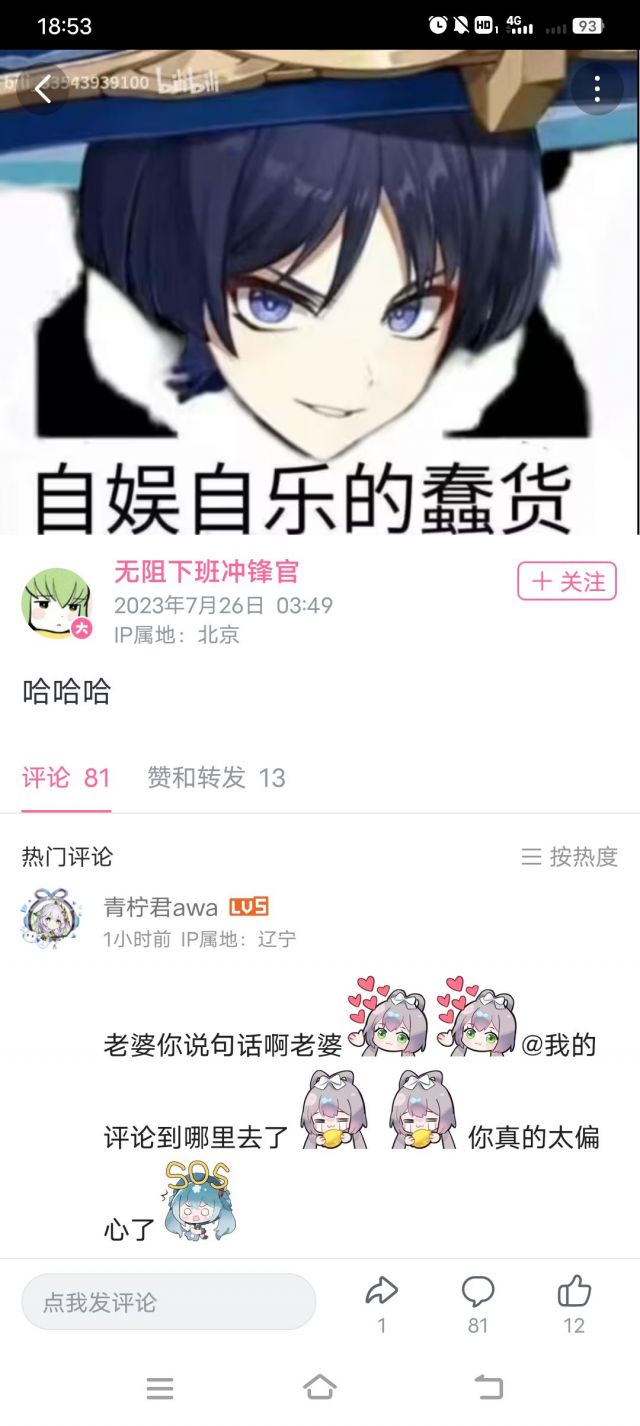 18:53
HD 1
4G
93
bili_33543939100 bilibili
自娱自乐的蠢货
无阻下班冲锋官
大
+ 关注
2023年7月26日 03:49
IP属地：北京
哈哈哈
评论 81
赞和转发 13
热门评论
按热度
青柠君awa LV5
1小时前 IP属地：辽宁
老婆你说句话啊老婆 @我的
评论到哪里去了 你真的太偏
SOS
心了
点我发评论
1
81
12